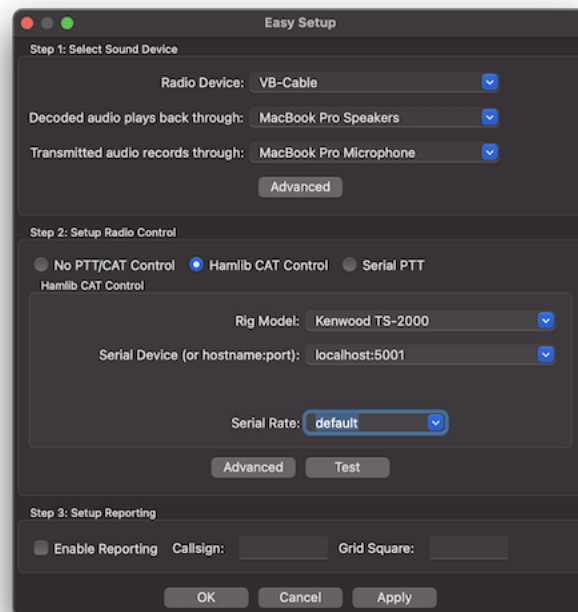 Easy Setup
Step 1: Select Sound Device
Radio Device: VB-Cable
Decoded audio plays back through: MacBook Pro Speakers
Transmitted audio records through: MacBook Pro Microphone
Advanced
Step 2: Setup Radio Control
No PTT/CAT Control Hamlib CAT Control Serial PTT
Hamlib CAT Control
Rig Model: Kenwood TS-2000
Serial Device (or hostname:port): localhost:5001
Serial Rate: default
Advanced Test
Step 3: Setup Reporting
Enable Reporting Callsign: Grid Square:
OK Cancel Apply